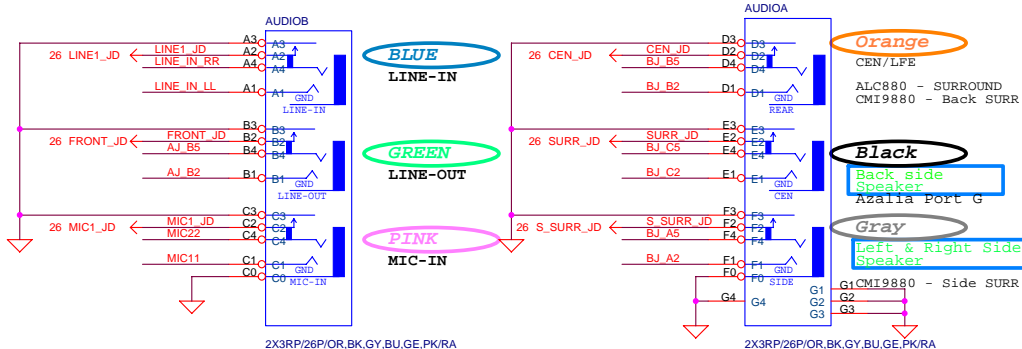 AUDIOB
A3 A3
26 LINE1_JD LINE1_JD A2 A2
LINE_IN_RR A4 A4
LINE_IN_LL A1 A1
GND
LINE-IN
BLUE
LINE-IN
B3 B3
26 FRONT_JD FRONT_JD B2 B2
AJ_B5 B4 B4
AJ_B2 B1 B1
GND
LINE-OUT
GREEN
LINE-OUT
C3 C3
26 MIC1_JD MIC1_JD C2 C2
MIC22 C4 C4
MIC11 C1 C1
GND
C0 C0
MIC-IN
PINK
MIC-IN
2X3RP/26P/OR,BK,GY,BU,GE,PK/RA
AUDIOA
D3 D3
26 CEN_JD CEN_JD D2 D2
BJ_B5 D4 D4
BJ_B2 D1 D1
GND
REAR
Orange
CEN/LFE
ALC880 - SURROUND
CMI9880 - Back SURR
E3 E3
26 SURR_JD SURR_JD E2 E2
BJ_C5 E4 E4
BJ_C2 E1 E1
GND
CEN
Black
Back side
Speaker
Azalia Port G
F3 F3
26 S_SURR_JD S_SURR_JD F2 F2
BJ_A5 F4 F4
BJ_A2 F1 F1
GND
F0 F0
SIDE
Gray
Left & Right Side
Speaker
CMI9880 - Side SURR
G4 G4
G1 G1
G2 G2
G3 G3
2X3RP/26P/OR,BK,GY,BU,GE,PK/RA